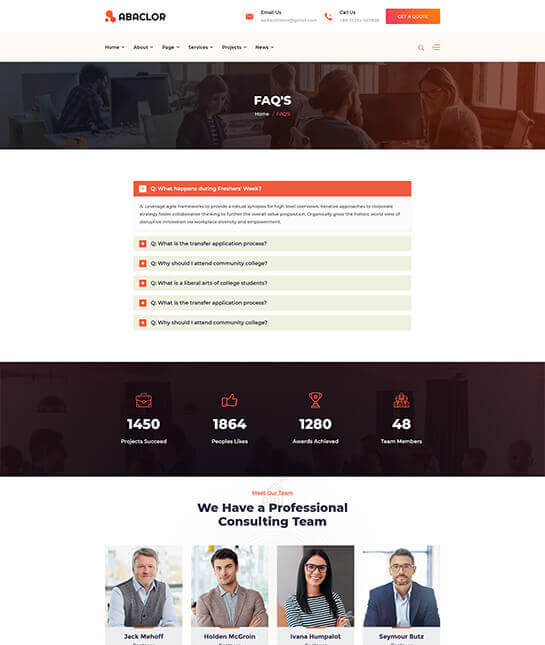 ABACLOR
Email Us
Call Us
GET A QUOTE
Home About Page Services Projects News
FAQ'S
Home / FAQ'S
Q: What happens during Freshers' Week?
A: Leverage agile frameworks to provide a robust synopsis for high level overviews. Iterative approaches to corporate
strategy foster collaborative thinking to further the overall value proposition. Organically grow the holistic world view of
disruptive innovation via workplace diversity and empowerment.
Q: What is the transfer application process?
Q: Why should I attend community college?
Q: What is a liberal arts of college students?
Q: What is the transfer application process?
Q: Why should I attend community college?
1450 1864 1280 48
Projects Succeed Peoples Likes Awards Achieved Team Members
Meet Our Team
We Have a Professional
Consulting Team
Jack Mahoff Holden McGroin Ivana Humpalot Seymour Butz